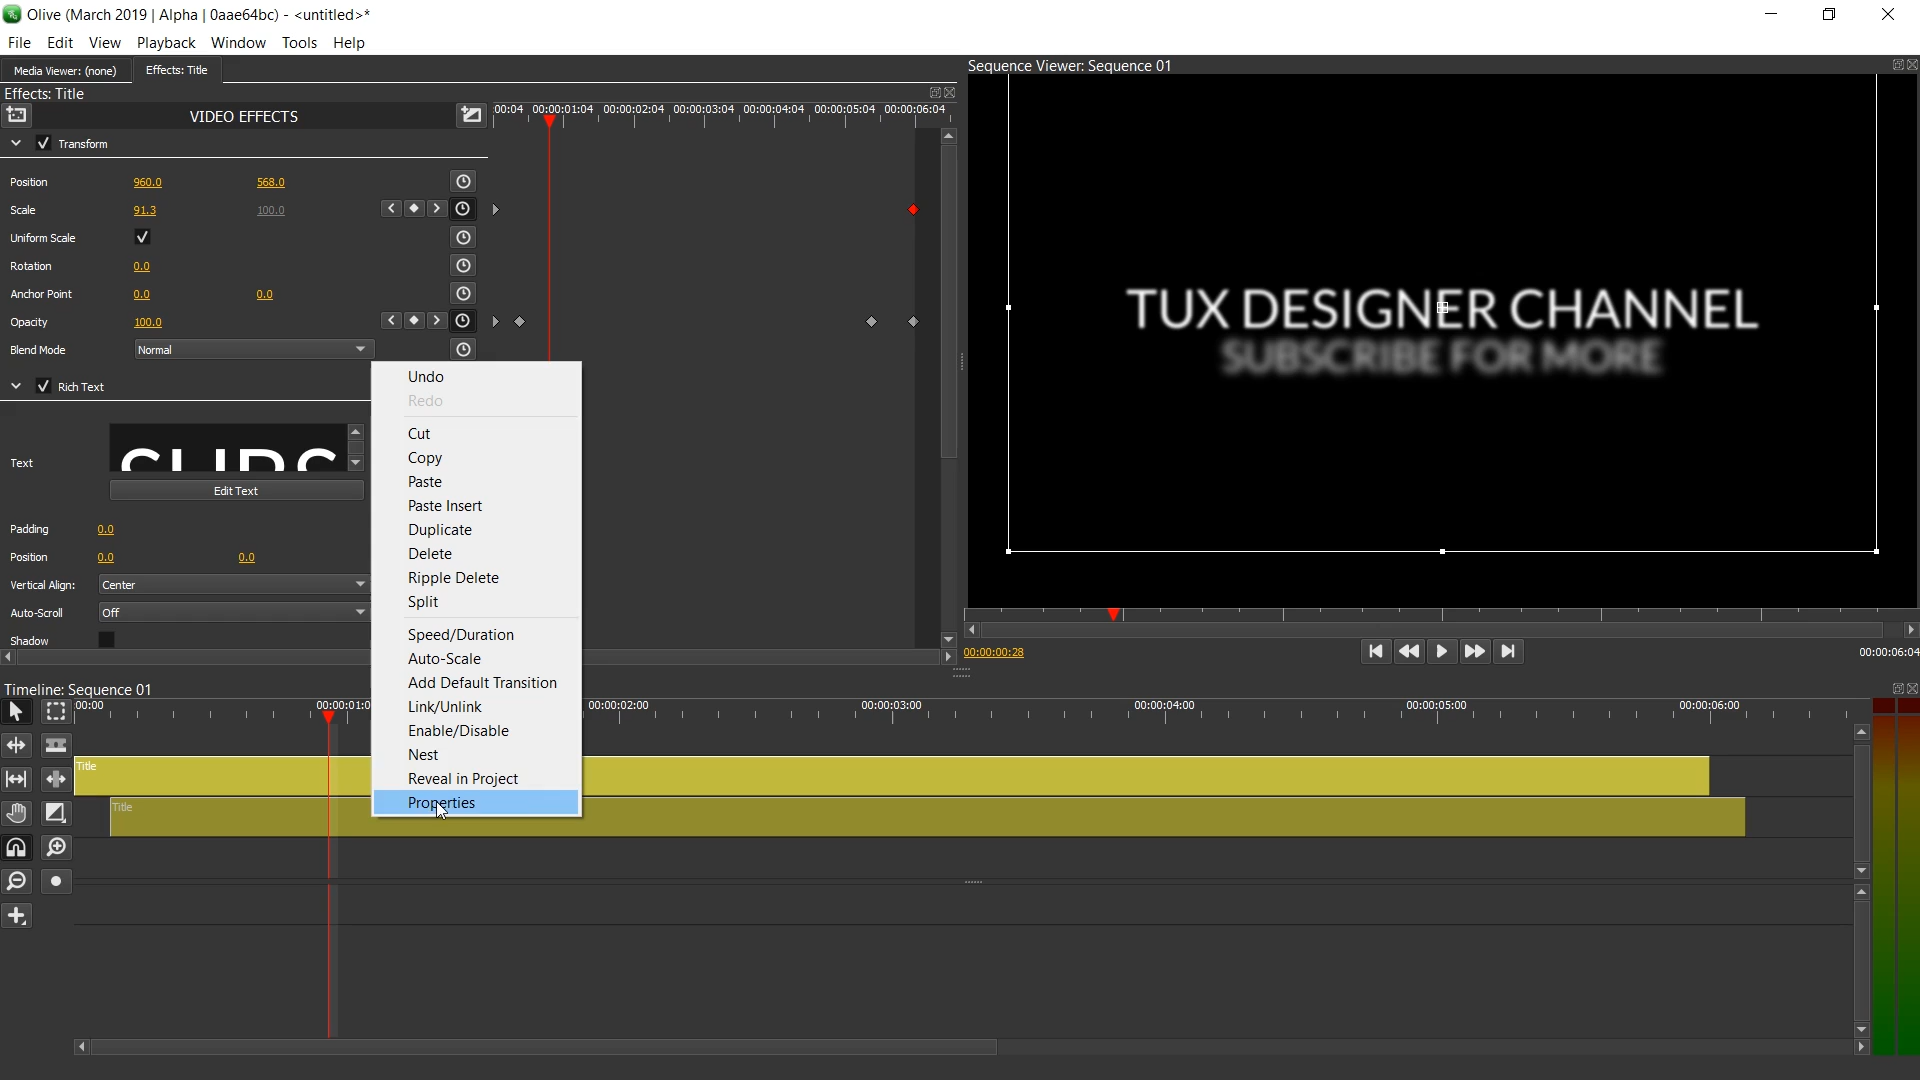 Olive (March 2019 | Alpha | 0aae64bc) - <untitled>*
File Edit View Playback Window Tools Help
Media Viewer: (none) Effects: Title
Sequence Viewer: Sequence 01
Effects: Title
VIDEO EFFECTS
00:04 00:00:01:04 00:00:02:04 00:00:03:04 00:00:04:04 00:00:05:04 00:00:06:04
Transform
Position 960.0 568.0
Scale 91.3 100.0
Uniform Scale
Rotation 0.0
Anchor Point 0.0 0.0
Opacity 100.0
Blend Mode Normal
Rich Text
Text
Edit Text
Padding 0.0
Position 0.0 0.0
Vertical Align: Center
Auto-Scroll Off
Shadow
Undo
Redo
Cut
Copy
Paste
Paste Insert
Duplicate
Delete
Ripple Delete
Split
Speed/Duration
Auto-Scale
Add Default Transition
Link/Unlink
Enable/Disable
Nest
Reveal in Project
Properties
TUX DESIGNER CHANNEL
SUBSCRIBE FOR MORE
00:00:00:28
00:00:06:04
Timeline: Sequence 01
00:00 00:00:01:0 00:00:02:00 00:00:03:00 00:00:04:00 00:00:05:00 00:00:06:00
Title
Title